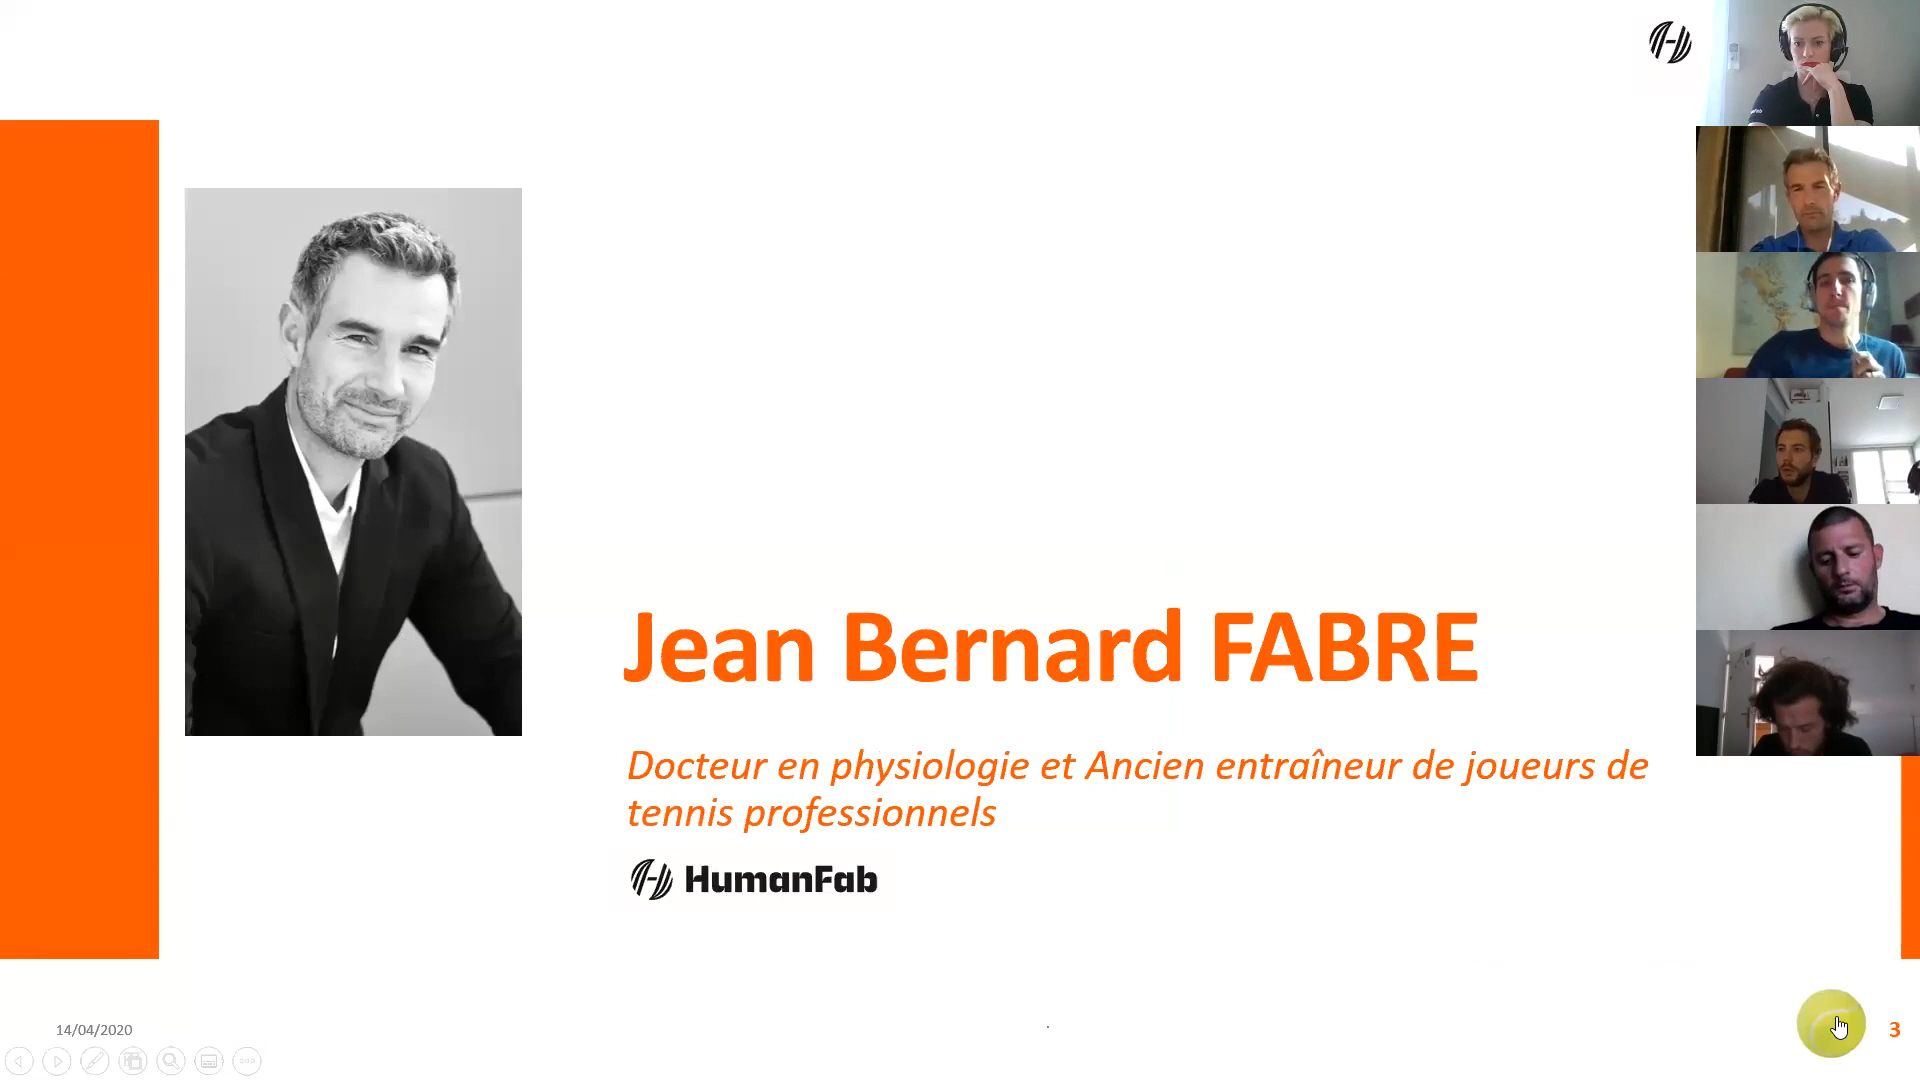 Jean Bernard FABRE
Docteur en physiologie et Ancien entraîneur de joueurs de
tennis professionnels
HumanFab
14/04/2020
3